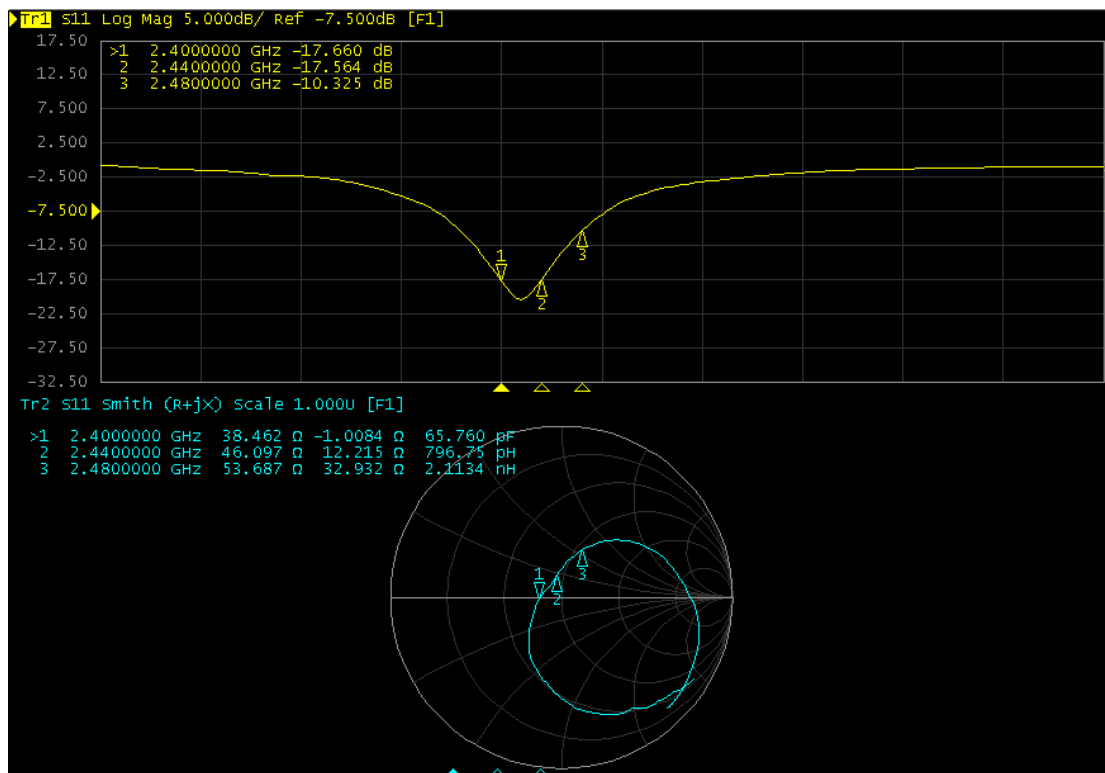 Tr1 S11 Log Mag 5.000dB/ Ref -7.500dB [F1]
17.50
>1 2.4000000 GHz -17.660 dB
2 2.4400000 GHz -17.564 dB
12.50
3 2.4800000 GHz -10.325 dB
7.500
2.500
-2.500
-7.500
-12.50
1
3
-17.50
2
-22.50
-27.50
-32.50
Tr2 S11 Smith (R+jX) Scale 1.000U [F1]
>1 2.4000000 GHz 38.462 Ω -1.0084 Ω 65.760 pF
2 2.4400000 GHz 46.097 Ω 12.215 Ω 796.75 pH
3 2.4800000 GHz 53.687 Ω 32.932 Ω 2.1134 nH
1
3
2